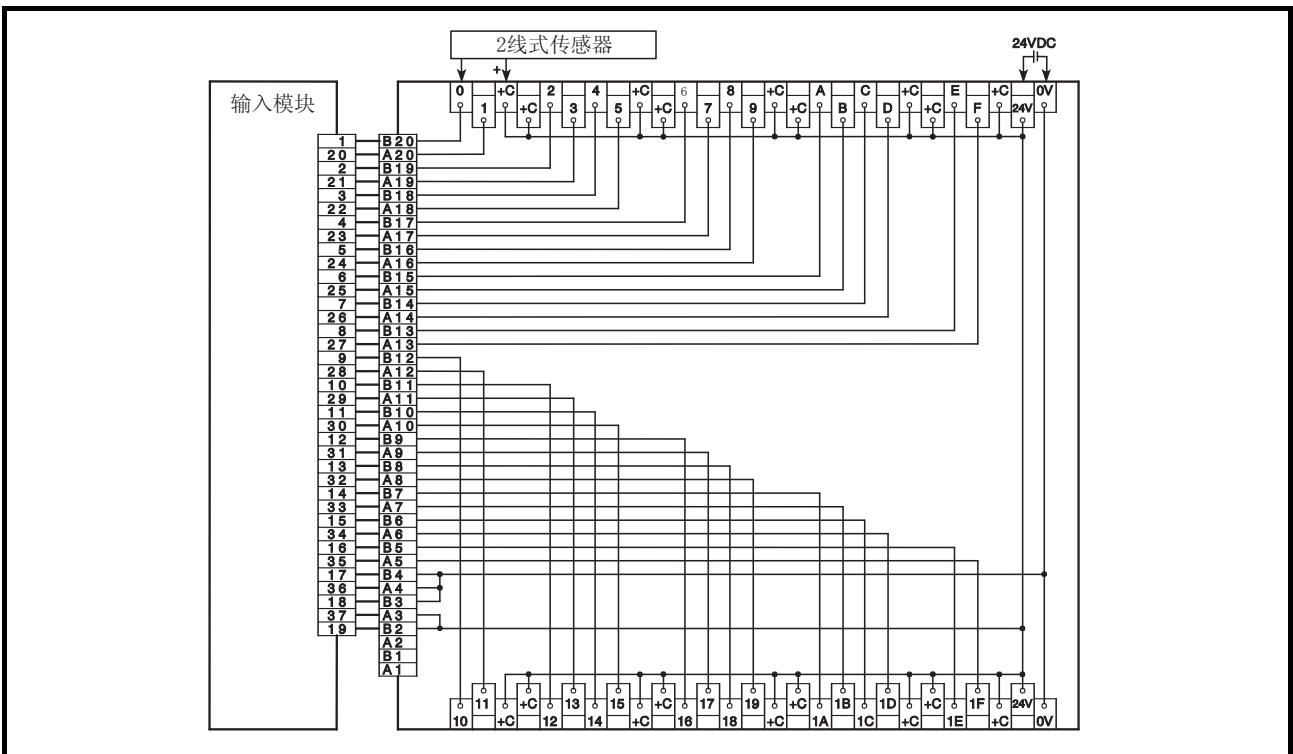 2线式传感器
24VDC
+
输入模块
0 +C 2 4 +C 6 8 +C A C +C E +C 0V
1 +C 3 5 +C 7 9 +C B D +C F 24V
1 B20
20 A20
2 B19
21 A19
3 B18
22 A18
4 B17
23 A17
5 B16
24 A16
6 B15
25 A15
7 B14
26 A14
8 B13
27 A13
9 B12
28 A12
10 B11
29 A11
11 B10
30 A10
12 B9
31 A9
13 B8
32 A8
14 B7
33 A7
15 B6
34 A6
16 B5
35 A5
17 B4
36 A4
18 B3
37 A3
19 B2
A2
B1
A1
11 +C 13 15 +C 17 19 +C 1B 1D +C 1F 24V
10 +C 12 14 +C 16 18 +C 1A 1C +C 1E +C 0V